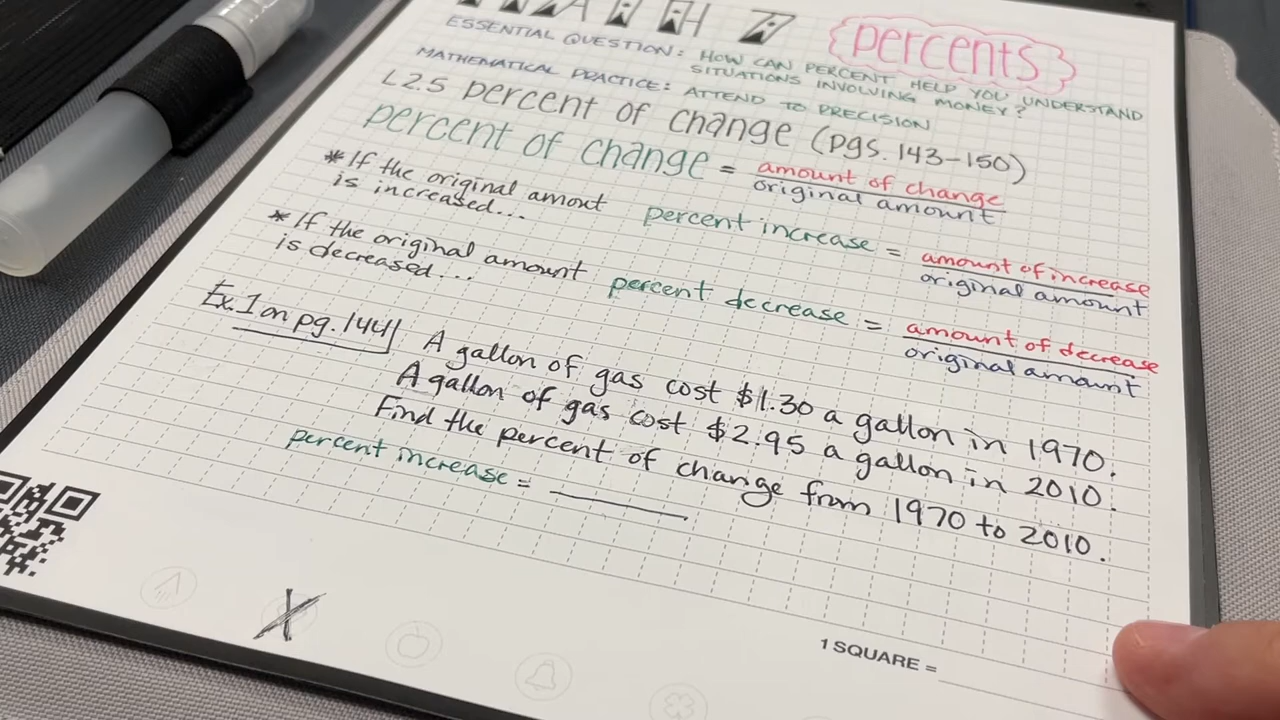 MATH 7
percents
ESSENTIAL QUESTION: HOW CAN PERCENT HELP YOU UNDERSTAND
SITUATIONS INVOLVING MONEY?
MATHEMATICAL PRACTICE: ATTEND TO PRECISION
L2.5 percent of change (pgs. 143-150)
percent of change = amount of change
original amount
*If the original amout
is increased...
percent increase = amount of increase
original amount
*If the original amount
is decreased...
percent decrease = amount of decrease
original amount
Ex. 1 on pg. 144
A gallon of gas cost $1.30 a gallon in 1970.
A gallon of gas cost $2.95 a gallon in 2010.
Find the percent of change from 1970 to 2010.
percent increase =
1 SQUARE =